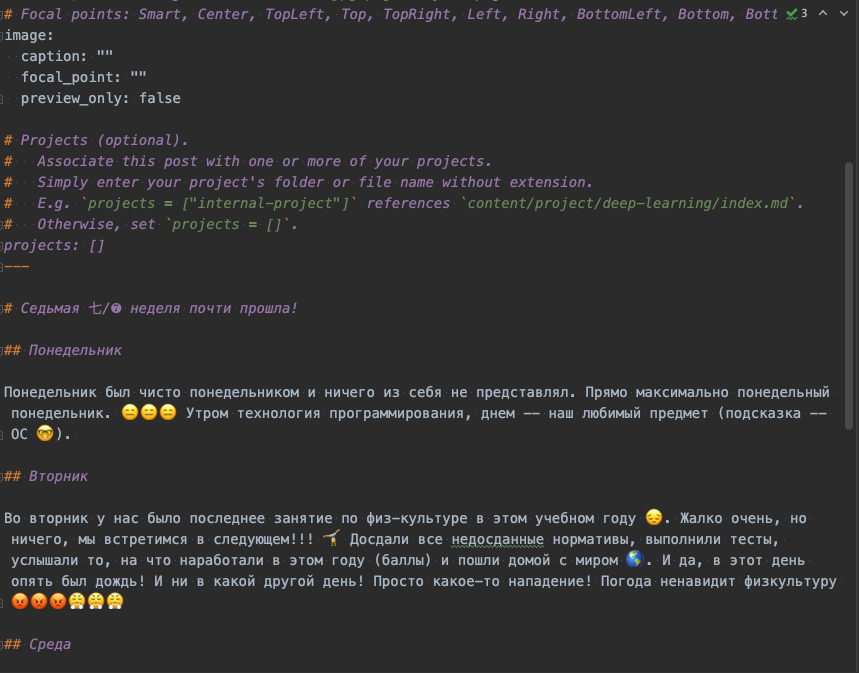 # Focal points: Smart, Center, TopLeft, Top, TopRight, Left, Right, BottomLeft, Bottom, Bott 3
image:
caption: ""
focal_point: ""
preview_only: false
# Projects (optional).
# Associate this post with one or more of your projects.
# Simply enter your project's folder or file name without extension.
# E.g. `projects = ["internal-project"]` references `content/project/deep-learning/index.md`.
# Otherwise, set `projects = []`.
projects: []
---
# Седьмая 七/❼ неделя почти прошла!
## Понедельник
Понедельник был чисто понедельником и ничего из себя не представлял. Прямо максимально понедельный
понедельник. 😑😑😑 Утром технология программирования, днем -- наш любимый предмет (подсказка --
ОС 🤓).
## Вторник
Во вторник у нас было последнее занятие по физ-культуре в этом учебном году 😔. Жалко очень, но
ничего, мы встретимся в следующем!!! 🤸 Досдали все недосданные нормативы, выполнили тесты,
услышали то, на что наработали в этом году (баллы) и пошли домой с миром 🌎. И да, в этот день
опять был дождь! И ни в какой другой день! Просто какое-то нападение! Погода ненавидит физкультуру
😡😡😡😤😤😤
## Среда